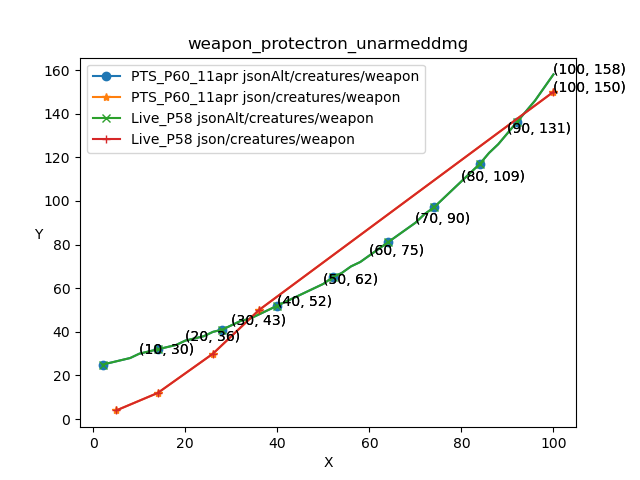 weapon_protectron_unarmeddmg
PTS_P60_11apr jsonAlt/creatures/weapon
PTS_P60_11apr json/creatures/weapon
Live_P58 jsonAlt/creatures/weapon
Live_P58 json/creatures/weapon
(100, 158)
(100, 150)
(90, 131)
(80, 109)
(70, 90)
(60, 75)
(50, 62)
(40, 52)
(30, 43)
(20, 36)
(10, 30)
160
140
120
100
80
60
40
20
0
Y
0 20 40 60 80 100
X